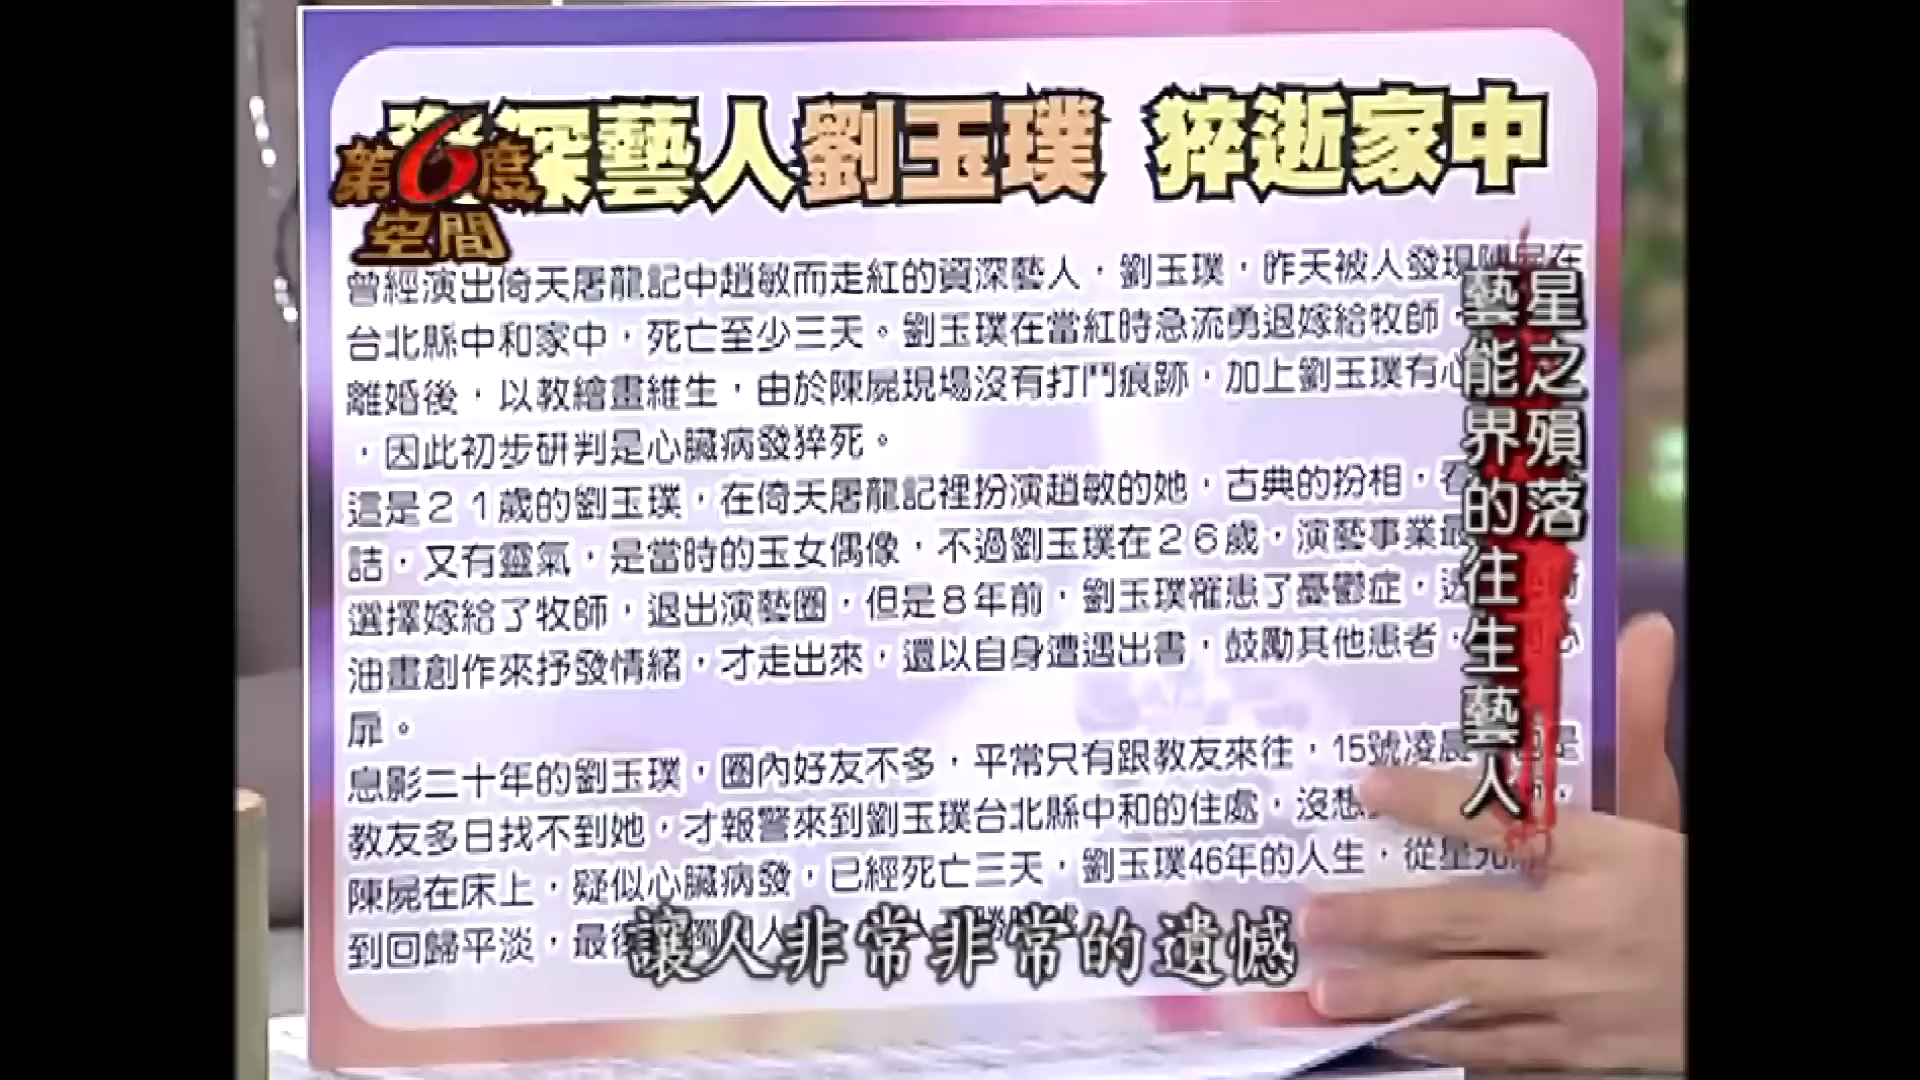 深藝人劉玉璞 猝逝家中
第6度
空間
曾經演出倚天屠龍記中趙敏而走紅的資深藝人，劉玉璞，昨天被人發現陳屍在
台北縣中和家中，死亡至少三天。劉玉璞在當紅時急流勇退嫁給牧師
離婚後，以教繪畫維生，由於陳屍現場沒有打鬥痕跡，加上劉玉璞有心
，因此初步研判是心臟病發猝死。
這是２１歲的劉玉璞，在倚天屠龍記裡扮演趙敏的她，古典的扮相，
詰，又有靈氣，是當時的玉女偶像，不過劉玉璞在２６歲，演藝事業最
選擇嫁給了牧師，退出演藝圈，但是８年前，劉玉璞罹患了憂鬱症，
油畫創作來抒發情緒，才走出來，還以自身遭遇出書，鼓勵其他患者，
扉。
息影二十年的劉玉璞，圈內好友不多，平常只有跟教友來往，15號凌晨
教友多日找不到她，才報警來到劉玉璞台北縣中和的住處，沒想
陳屍在床上，疑似心臟病發，已經死亡三天，劉玉璞46年的人生，從星光
到回歸平淡，最後
星之殞落
藝能界的往生藝人
讓人非常非常的遺憾